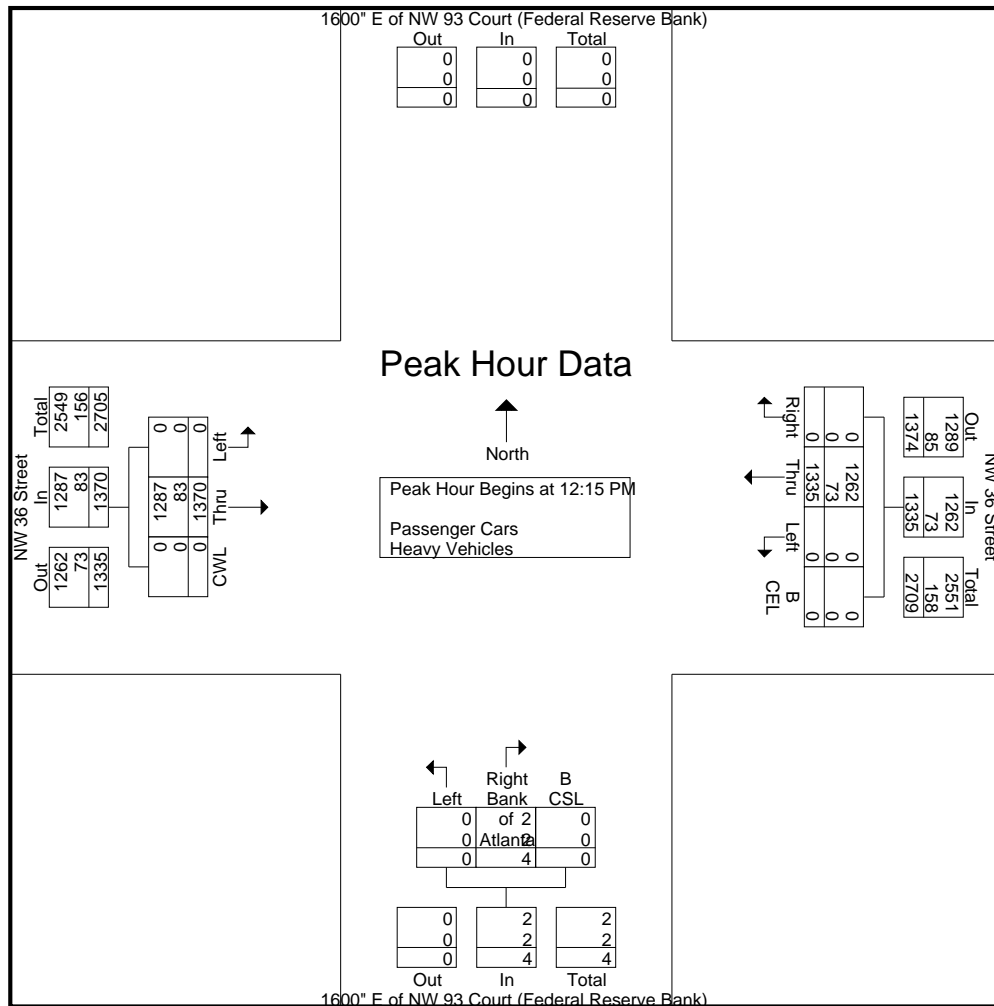 1600" E of NW 93 Court (Federal Reserve Bank)
Out In Total
0 0 0
0 0 0
0 0 0
Peak Hour Data
North
Peak Hour Begins at 12:15 PM
Passenger Cars
Heavy Vehicles
NW 36 Street
Out In Total
1262 1287 2549
73 83 156
1335 1370 2705
CWL Thru Left
0 1287 0
0 83 0
0 1370 0
NW 36 Street
Out In Total
1289 1262 2551
85 73 158
1374 1335 2709
Right Thru Left B CEL
0 1262 0 0
0 73 0 0
0 1335 0 0
Left Right Bank of Atlanta B CSL
0 2 0
0 2 0
0 4 0
0 2 2
0 2 2
0 4 4
Out In Total
1600" E of NW 93 Court (Federal Reserve Bank)